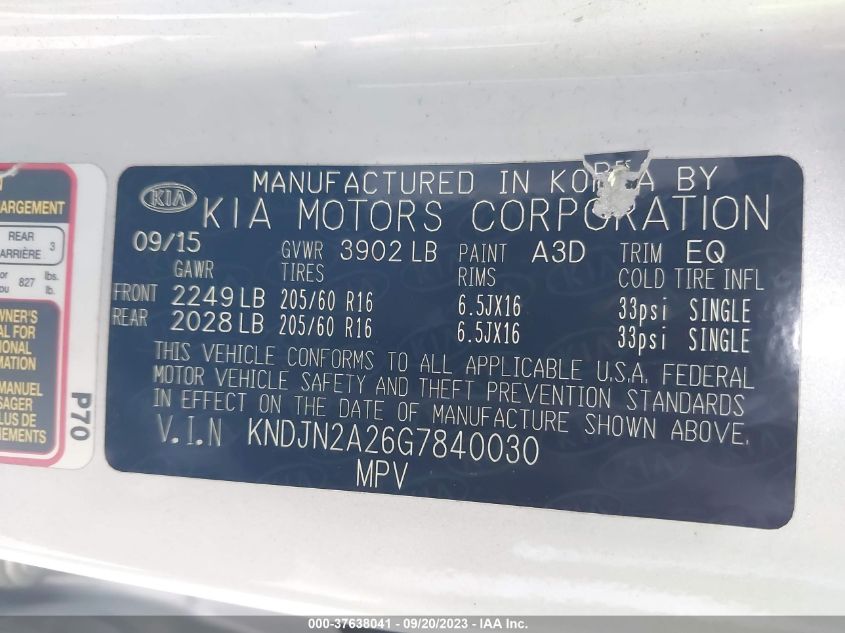 ARGEMENT
REAR 3
ARRIÈRE
or 827 lbs.
ou lb.
OWNER'S
AL FOR
IONAL
MATION
MANUEL
SAGER
PLUS DE
NEMENTS
P70
MANUFACTURED IN KOREA BY
KIA
KIA MOTORS CORPORATION
09/15 GVWR 3902 LB PAINT A3D TRIM EQ
GAWR TIRES RIMS COLD TIRE INFL
FRONT 2249 LB 205/60 R16 6.5JX16 33psi SINGLE
REAR 2028 LB 205/60 R16 6.5JX16 33psi SINGLE
THIS VEHICLE CONFORMS TO ALL APPLICABLE U.S.A. FEDERAL
MOTOR VEHICLE SAFETY AND THEFT PREVENTION STANDARDS
IN EFFECT ON THE DATE OF MANUFACTURE SHOWN ABOVE.
V.I.N KNDJN2A26G7840030
MPV
000-37638041 - 09/20/2023 - IAA Inc.